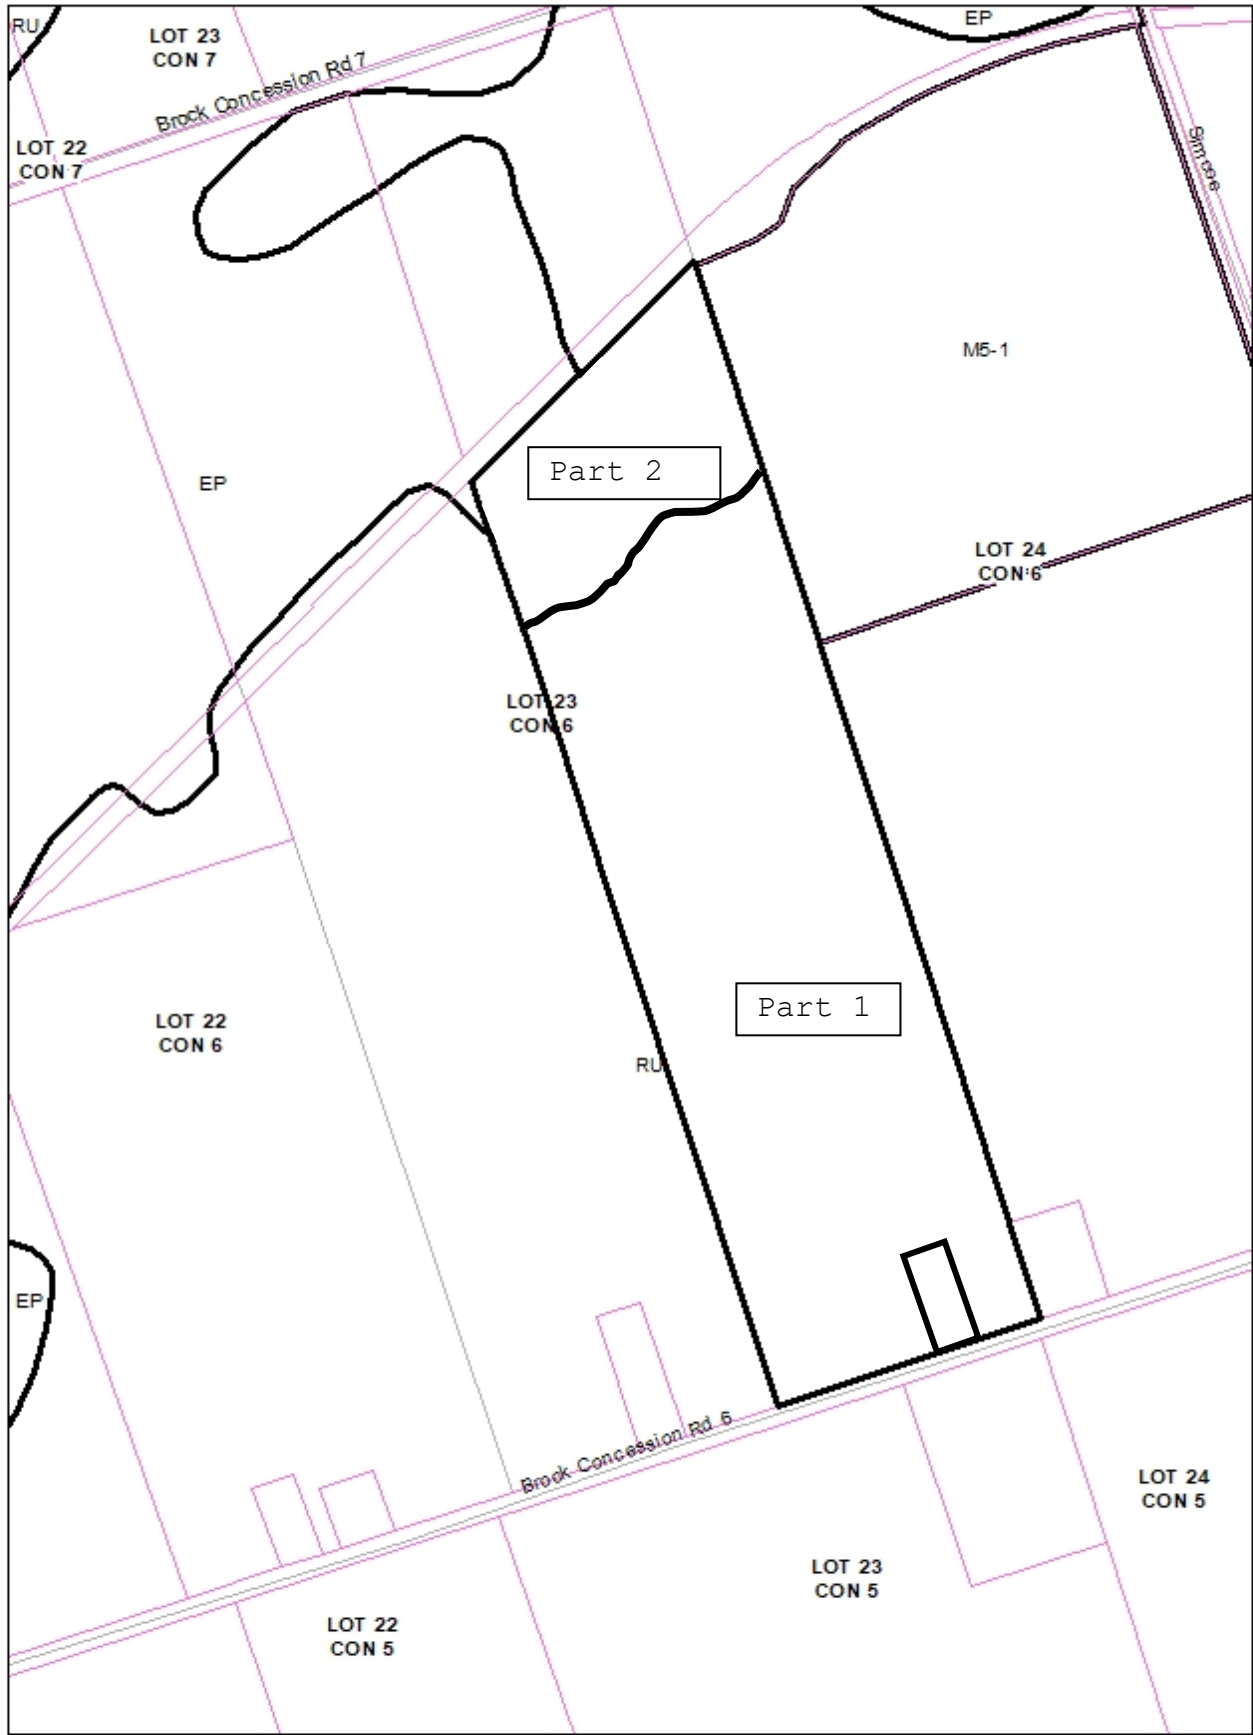 RU
LOT 23
CON 7
EP
Brock Concession Rd 7
LOT 22
CON 7
Simcoe
M5-1
Part 2
EP
LOT 24
CON 6
LOT 23
CON 6
Part 1
LOT 22
CON 6
RU
EP
Brock Concession Rd 6
LOT 24
CON 5
LOT 23
CON 5
LOT 22
CON 5